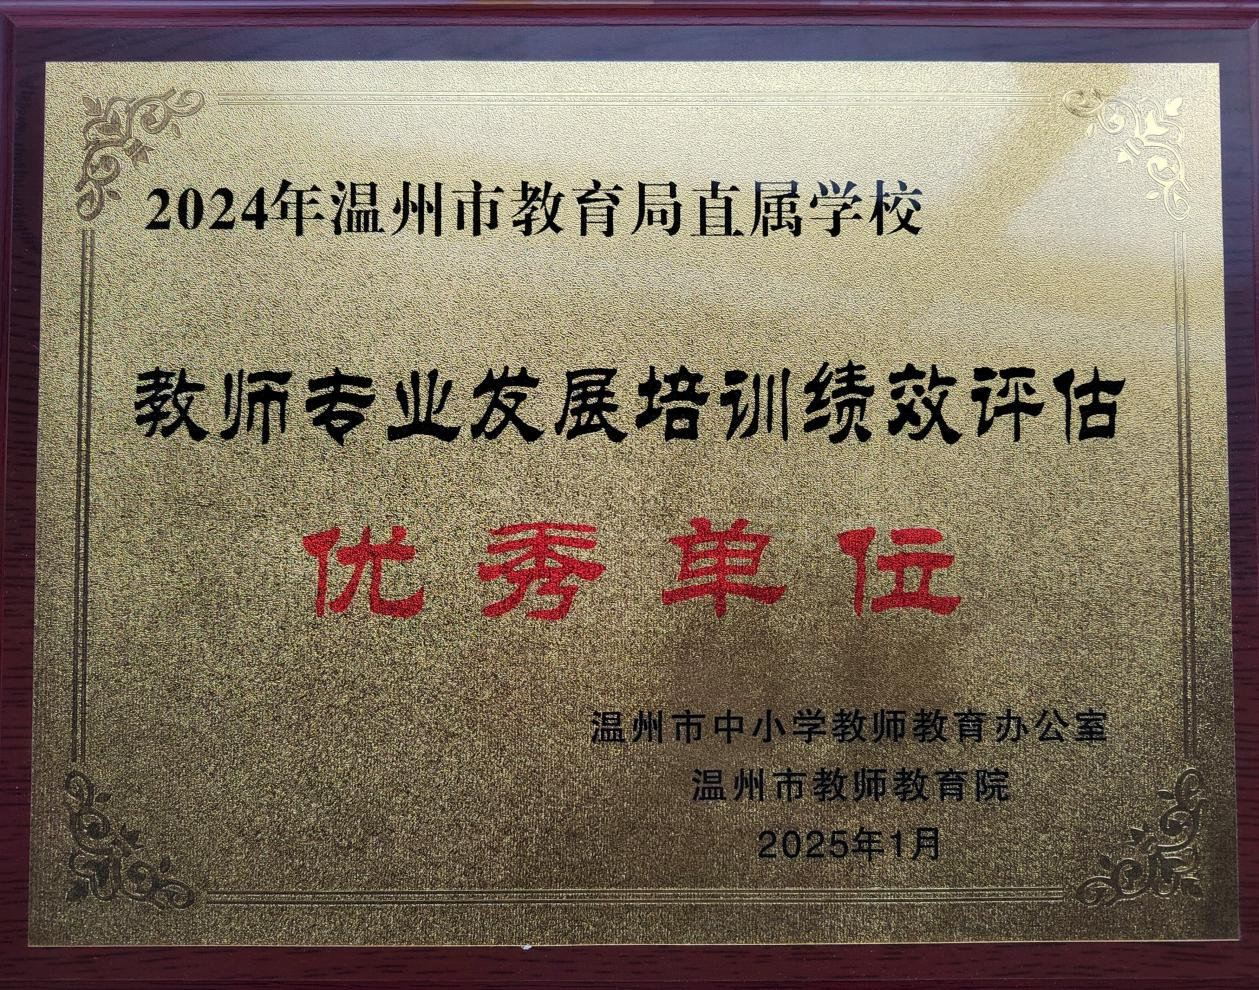 2024年温州市教育局直属学校
教师专业发展培训绩效评估
优秀单位
温州市中小学教师教育办公室
温州市教师教育院
2025年1月